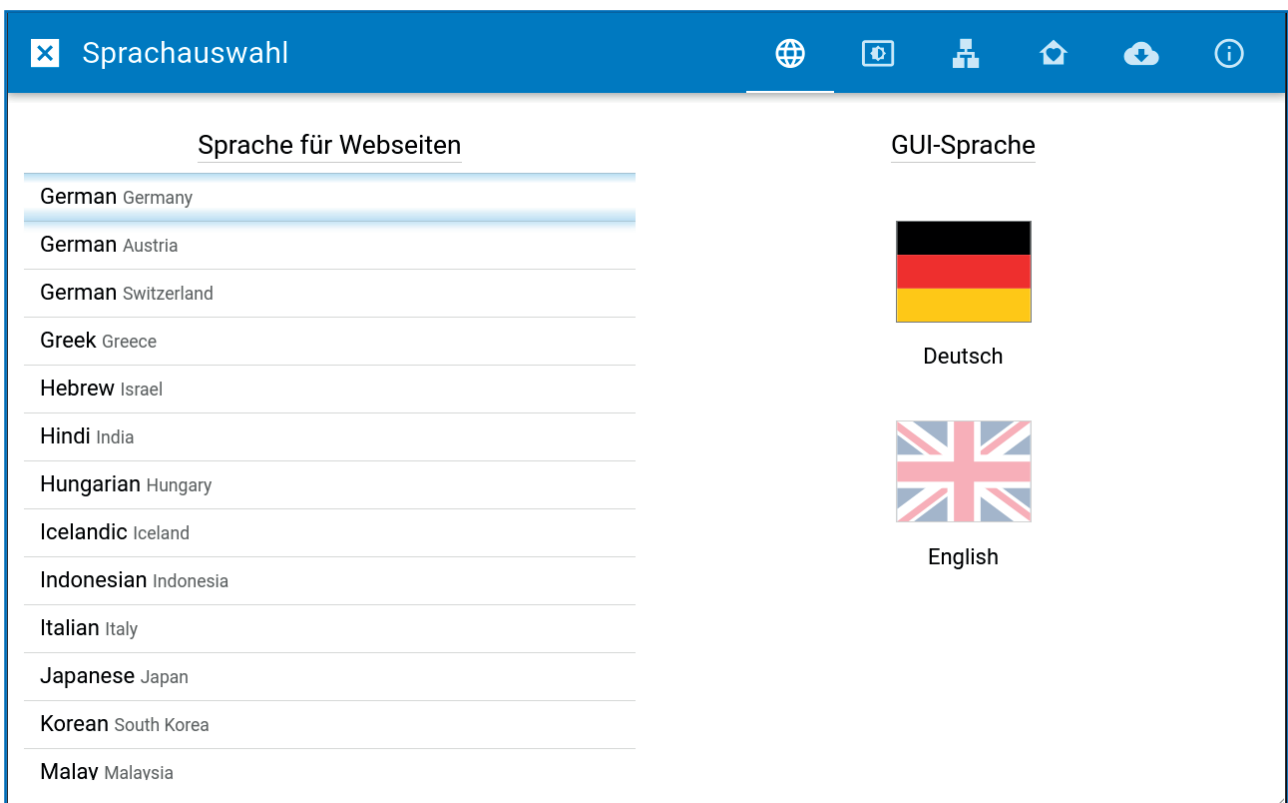 Sprachauswahl
Sprache für Webseiten
German Germany
German Austria
German Switzerland
Greek Greece
Hebrew Israel
Hindi India
Hungarian Hungary
Icelandic Iceland
Indonesian Indonesia
Italian Italy
Japanese Japan
Korean South Korea
Malay Malaysia
GUI-Sprache
Deutsch
English